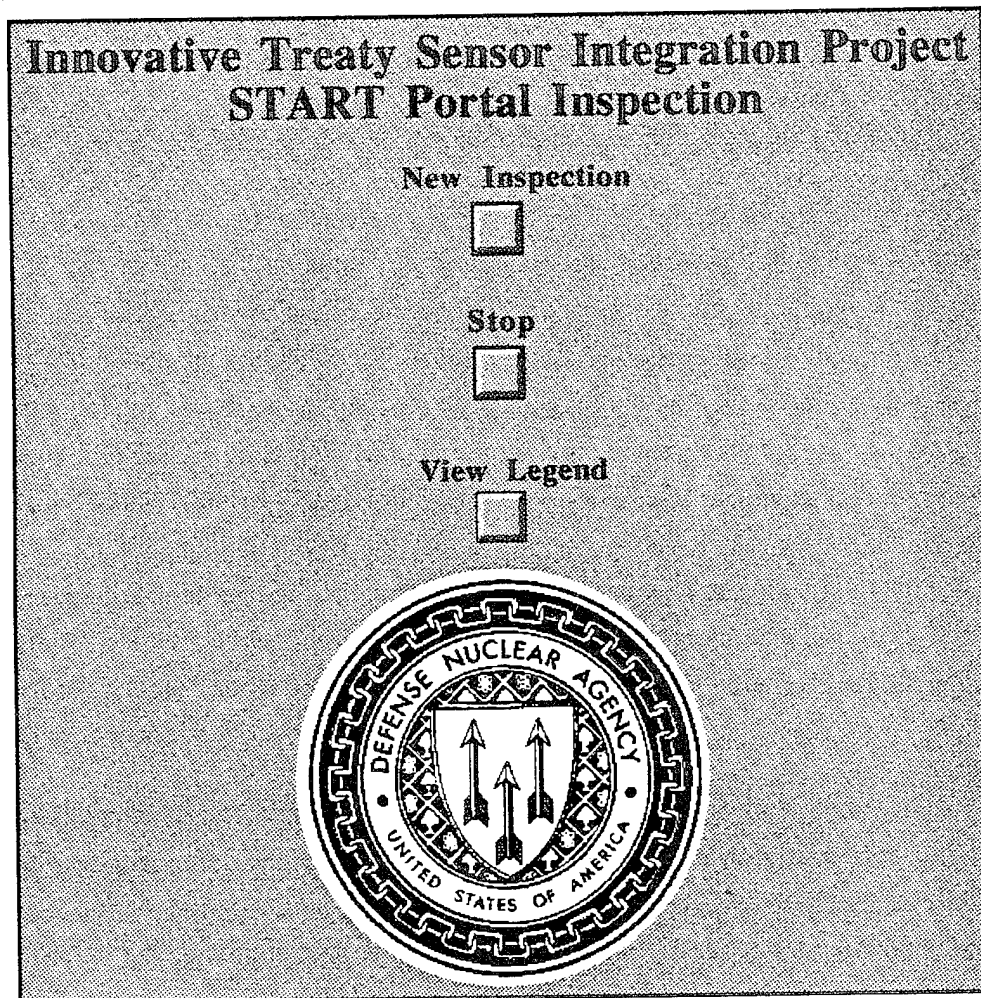 Innovative Treaty Sensor Integration Project
START Portal Inspection
New Inspection
Stop
View Legend
DEFENSE NUCLEAR AGENCY
UNITED STATES OF AMERICA